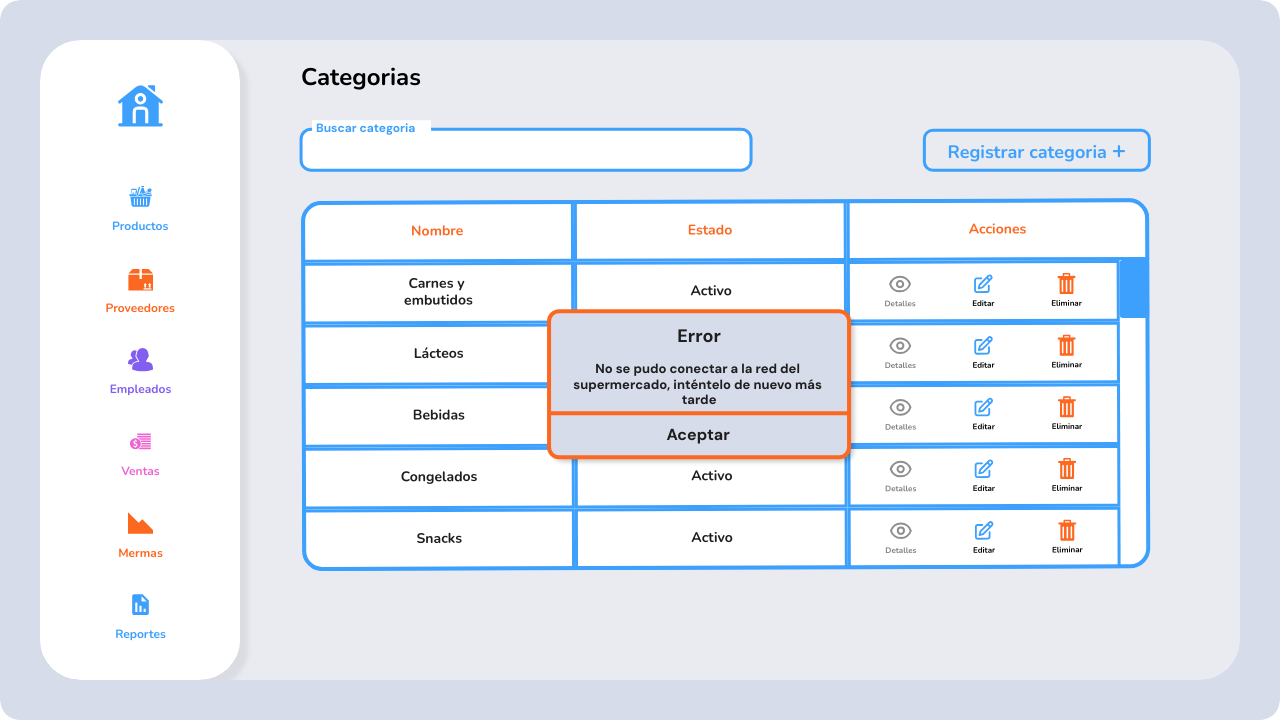 Categorias
Buscar categoria
Registrar categoria +
Productos
Proveedores
Empleados
Ventas
Mermas
Reportes
Nombre
Estado
Acciones
Carnes y
embutidos
Activo
Detalles
Editar
Eliminar
Lácteos
Detalles
Editar
Eliminar
Bebidas
Detalles
Editar
Eliminar
Congelados
Activo
Detalles
Editar
Eliminar
Snacks
Activo
Detalles
Editar
Eliminar
Error
No se pudo conectar a la red del
supermercado, inténtelo de nuevo más
tarde
Aceptar